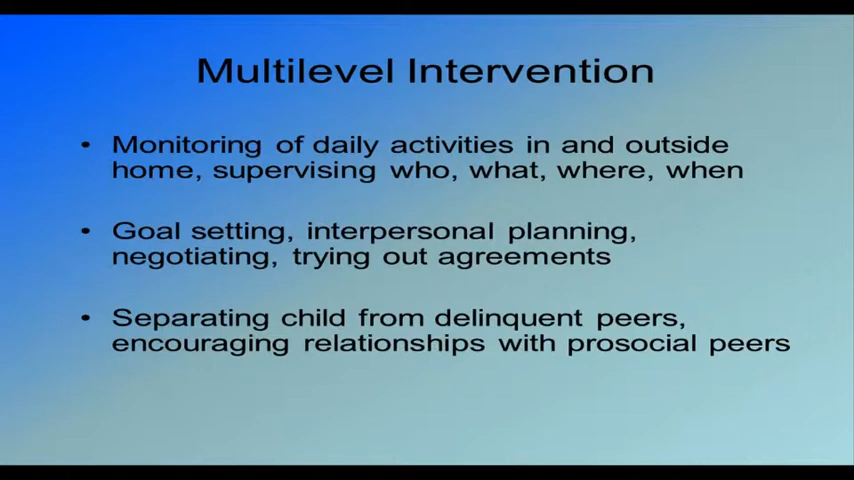 Multilevel Intervention
• Monitoring of daily activities in and outside
home, supervising who, what, where, when
• Goal setting, interpersonal planning,
negotiating, trying out agreements
• Separating child from delinquent peers,
encouraging relationships with prosocial peers